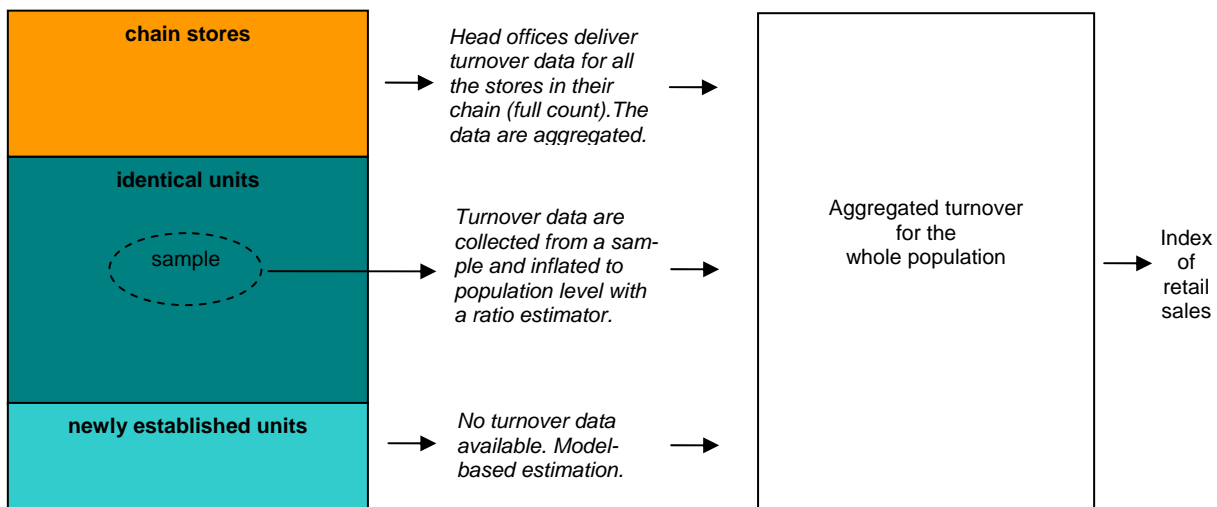 chain stores
Head offices deliver
turnover data for all
the stores in their
chain (full count).The
data are aggregated.
identical units
sample
Turnover data are
collected from a sam-
ple and inflated to
population level with
a ratio estimator.
newly established units
No turnover data
available. Model-
based estimation.
Aggregated turnover
for the
whole population
Index
of
retail
sales